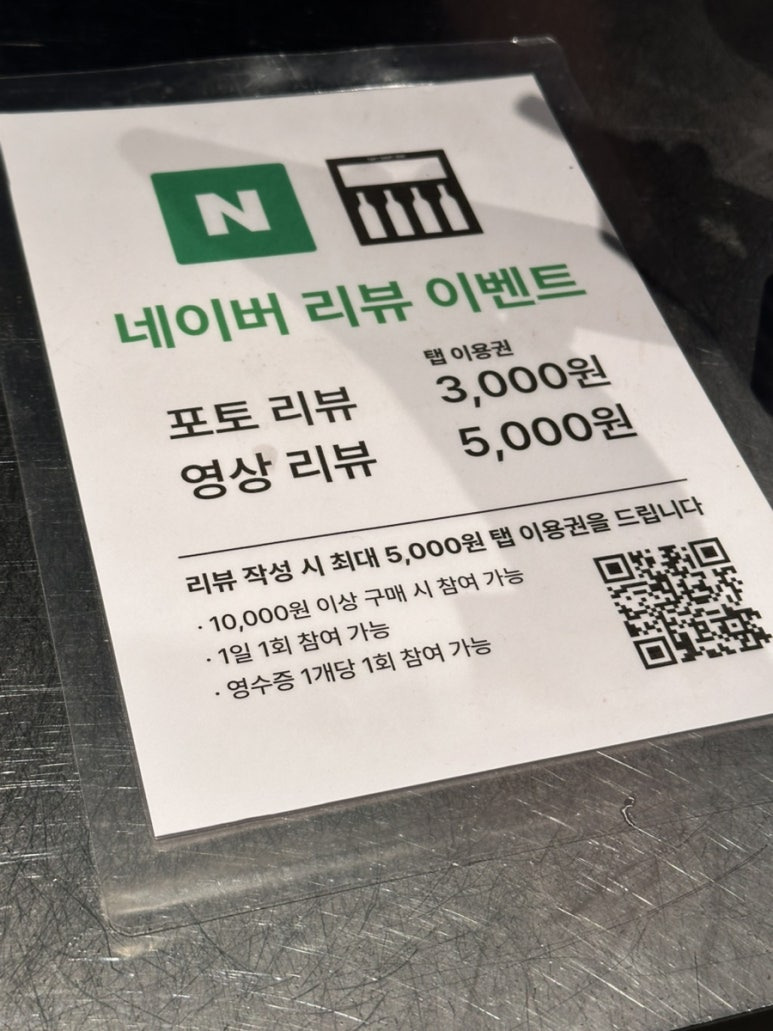 N
네이버 리뷰 이벤트
탭 이용권
포토 리뷰 3,000원
영상 리뷰 5,000원
리뷰 작성 시 최대 5,000원 탭 이용권을 드립니다
· 10,000원 이상 구매 시 참여 가능
· 1일 1회 참여 가능
· 영수증 1개당 1회 참여 가능